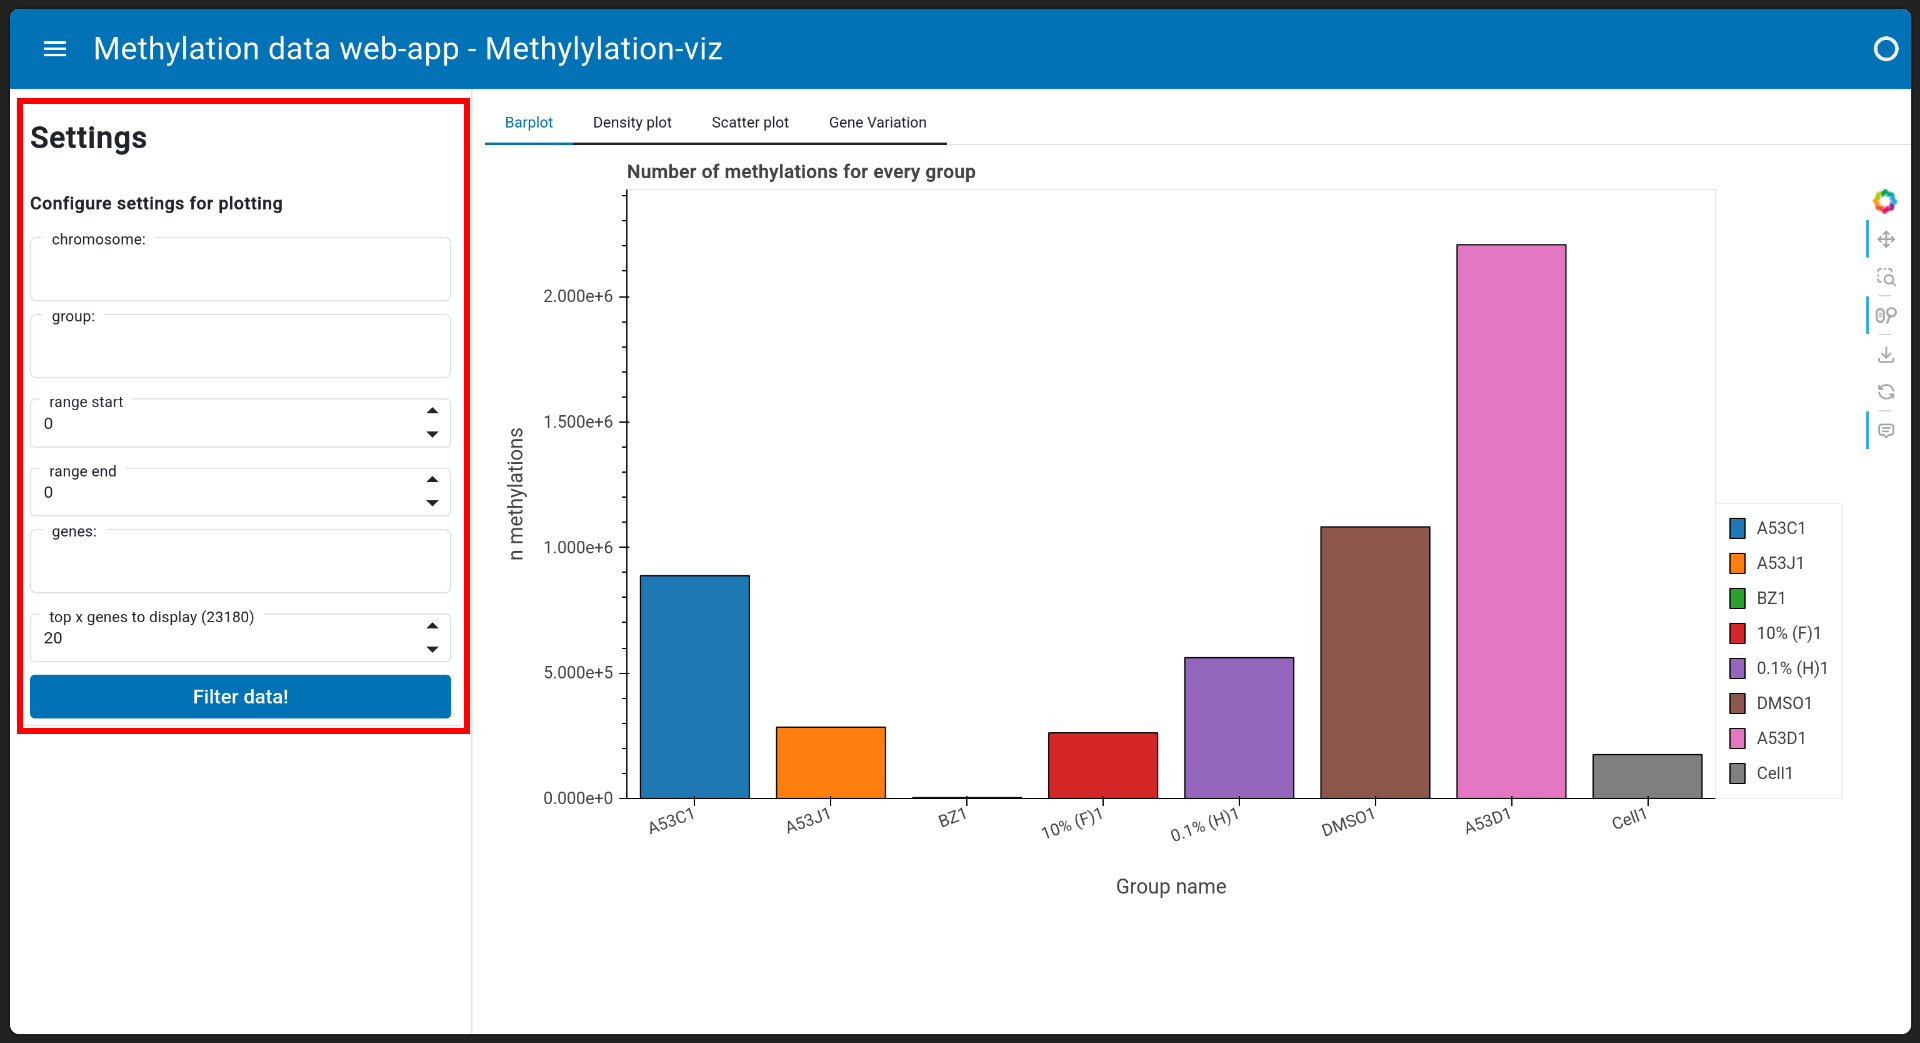 Methylation data web-app - Methylylation-viz
Settings
Configure settings for plotting
chromosome:
group:
range start
0
range end
0
genes:
top x genes to display (23180)
20
Filter data!
Barplot Density plot Scatter plot Gene Variation
Number of methylations for every group
n methylations
2.000e+6
1.500e+6
1.000e+6
5.000e+5
0.000e+0
A53C1 A53J1 BZ1 10% (F)1 0.1% (H)1 DMSO1 A53D1 Cell1
Group name
A53C1
A53J1
BZ1
10% (F)1
0.1% (H)1
DMSO1
A53D1
Cell1